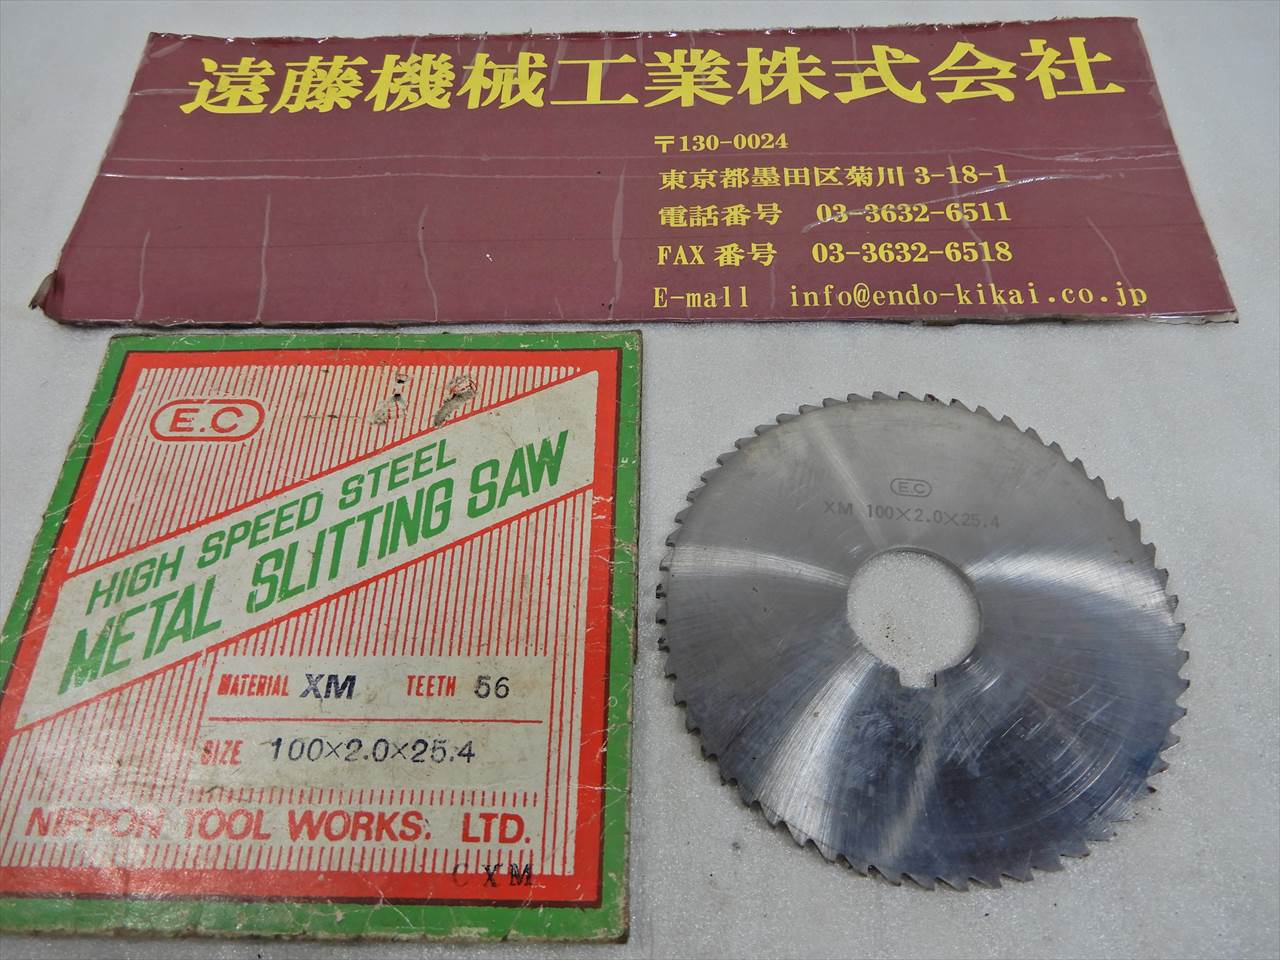 遠藤機械工業株式会社
〒130-0024
東京都墨田区菊川 3-18-1
電話番号 03-3632-6511
FAX 番号 03-3632-6518
E-mall info@endo-kikai.co.jp
E.C
HIGH SPEED STEEL
METAL SLITTING SAW
MATERIAL XM TEETH 56
SIZE 100×2.0×25.4
NIPPON TOOL WORKS. LTD.
CXM
E.C
XM 100×2.0×25.4